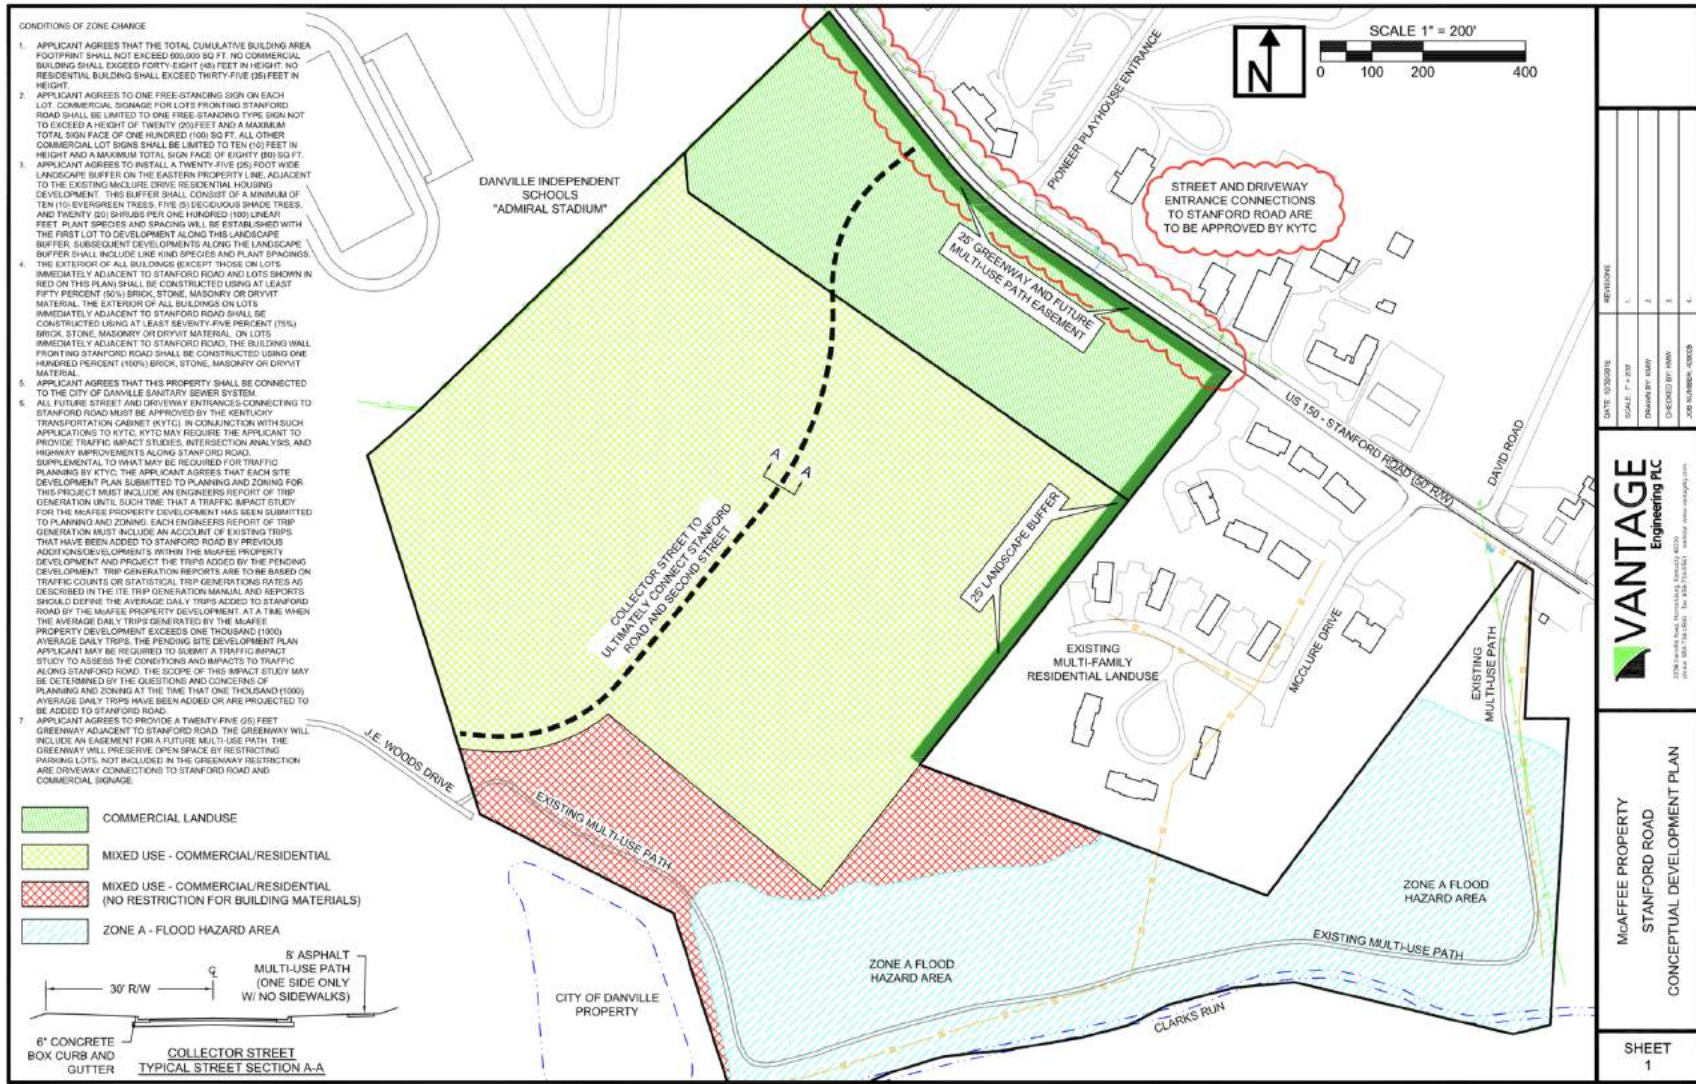 CONDITIONS OF ZONE CHANGE
1. APPLICANT AGREES THAT THE TOTAL CUMULATIVE BUILDING AREA
FOOTPRINT SHALL NOT EXCEED 600,000 SQ FT. NO COMMERCIAL
BUILDING SHALL EXCEED FORTY-EIGHT (48) FEET IN HEIGHT. NO
RESIDENTIAL BUILDING SHALL EXCEED THIRTY-FIVE (35) FEET IN
HEIGHT.
2. APPLICANT AGREES TO ONE FREE-STANDING SIGN ON EACH
LOT. COMMERCIAL SIGNAGE FOR LOTS FRONTING STANFORD
ROAD SHALL BE LIMITED TO ONE FREE-STANDING TYPE SIGN NOT
TO EXCEED A HEIGHT OF TWENTY (20) FEET AND A MAXIMUM
TOTAL SIGN FACE OF ONE HUNDRED (100) SQ FT. ALL OTHER
COMMERCIAL LOT SIGNS SHALL BE LIMITED TO TEN (10) FEET IN
HEIGHT AND A MAXIMUM TOTAL SIGN FACE OF EIGHTY (80) SQ FT.
3. APPLICANT AGREES TO INSTALL A TWENTY-FIVE (25) FOOT WIDE
LANDSCAPE BUFFER ON THE EASTERN PROPERTY LINE, ADJACENT
TO THE EXISTING McCLURE DRIVE RESIDENTIAL HOUSING
DEVELOPMENT. THIS BUFFER SHALL CONSIST OF A MINIMUM OF
TEN (10) EVERGREEN TREES, FIVE (5) DECIDUOUS SHADE TREES,
AND TWENTY (20) SHRUBS PER ONE HUNDRED (100) LINEAR
FEET. PLANT SPECIES AND SPACING WILL BE ESTABLISHED WITH
THE FIRST LOT TO DEVELOPMENT ALONG THIS LANDSCAPE
BUFFER. SUBSEQUENT DEVELOPMENTS ALONG THE LANDSCAPE
BUFFER SHALL INCLUDE LIKE KIND SPECIES AND PLANT SPACINGS.
4. THE EXTERIOR OF ALL BUILDINGS (EXCEPT THOSE ON LOTS
IMMEDIATELY ADJACENT TO STANFORD ROAD AND LOTS SHOWN IN
RED ON THIS PLAN) SHALL BE CONSTRUCTED USING AT LEAST
FIFTY PERCENT (50%) BRICK, STONE, MASONRY OR DRYVIT
MATERIAL. THE EXTERIOR OF ALL BUILDINGS ON LOTS
IMMEDIATELY ADJACENT TO STANFORD ROAD SHALL BE
CONSTRUCTED USING AT LEAST SEVENTY-FIVE PERCENT (75%)
BRICK, STONE, MASONRY OR DRYVIT MATERIAL. ON LOTS
IMMEDIATELY ADJACENT TO STANFORD ROAD, THE BUILDING WALL
FRONTING STANFORD ROAD SHALL BE CONSTRUCTED USING ONE
HUNDRED PERCENT (100%) BRICK, STONE, MASONRY OR DRYVIT
MATERIAL.
5. APPLICANT AGREES THAT THIS PROPERTY SHALL BE CONNECTED
TO THE CITY OF DANVILLE SANITARY SEWER SYSTEM.
6. ALL FUTURE STREET AND DRIVEWAY ENTRANCES CONNECTING TO
STANFORD ROAD MUST BE APPROVED BY THE KENTUCKY
TRANSPORTATION CABINET (KYTC). IN CONJUNCTION WITH SUCH
APPLICATIONS TO KYTC, KYTC MAY REQUIRE THE APPLICANT TO
PROVIDE TRAFFIC IMPACT STUDIES, INTERSECTION ANALYSIS, AND
HIGHWAY IMPROVEMENTS ALONG STANFORD ROAD.
SUPPLEMENTAL TO WHAT MAY BE REQUIRED FOR TRAFFIC
PLANNING BY KTYC, THE APPLICANT AGREES THAT EACH SITE
DEVELOPMENT PLAN SUBMITTED TO PLANNING AND ZONING FOR
THIS PROJECT MUST INCLUDE AN ENGINEERS REPORT OF TRIP
GENERATION UNTIL SUCH TIME THAT A TRAFFIC IMPACT STUDY
FOR THE McAFEE PROPERTY DEVELOPMENT HAS BEEN SUBMITTED
TO PLANNING AND ZONING. EACH ENGINEERS REPORT OF TRIP
GENERATION MUST INCLUDE AN ACCOUNT OF EXISTING TRIPS
THAT HAVE BEEN ADDED TO STANFORD ROAD BY PREVIOUS
ADDITIONS/DEVELOPMENTS WITHIN THE McAFEE PROPERTY
DEVELOPMENT AND PROJECT THE TRIPS ADDED BY THE PENDING
DEVELOPMENT. TRIP GENERATION REPORTS ARE TO BE BASED ON
TRAFFIC COUNTS OR STATISTICAL TRIP GENERATIONS RATES AS
DESCRIBED IN THE ITE TRIP GENERATION MANUAL AND REPORTS
SHOULD DEFINE THE AVERAGE DAILY TRIPS ADDED TO STANFORD
ROAD BY THE McAFEE PROPERTY DEVELOPMENT. AT A TIME WHEN
THE AVERAGE DAILY TRIPS GENERATED BY THE McAFEE
PROPERTY DEVELOPMENT EXCEEDS ONE THOUSAND (1000)
AVERAGE DAILY TRIPS, THE PENDING SITE DEVELOPMENT PLAN
APPLICANT MAY BE REQUIRED TO SUBMIT A TRAFFIC IMPACT
STUDY TO ASSESS THE CONDITIONS AND IMPACTS TO TRAFFIC
ALONG STANFORD ROAD. THE SCOPE OF THIS IMPACT STUDY MAY
BE DETERMINED BY THE QUESTIONS AND CONCERNS OF
PLANNING AND ZONING AT THE TIME THAT ONE THOUSAND (1000)
AVERAGE DAILY TRIPS HAVE BEEN ADDED OR ARE PROJECTED TO
BE ADDED TO STANFORD ROAD.
7. APPLICANT AGREES TO PROVIDE A TWENTY-FIVE (25) FEET
GREENWAY ADJACENT TO STANFORD ROAD. THE GREENWAY WILL
INCLUDE AN EASEMENT FOR A FUTURE MULTI-USE PATH. THE
GREENWAY WILL PRESERVE OPEN SPACE BY RESTRICTING
PARKING LOTS. NOT INCLUDED IN THE GREENWAY RESTRICTION
ARE DRIVEWAY CONNECTIONS TO STANFORD ROAD AND
COMMERCIAL SIGNAGE.
COMMERCIAL LANDUSE
MIXED USE - COMMERCIAL/RESIDENTIAL
MIXED USE - COMMERCIAL/RESIDENTIAL
(NO RESTRICTION FOR BUILDING MATERIALS)
ZONE A - FLOOD HAZARD AREA
30' R/W
8' ASPHALT
MULTI-USE PATH
(ONE SIDE ONLY
W/ NO SIDEWALKS)
6" CONCRETE
BOX CURB AND
GUTTER
COLLECTOR STREET
TYPICAL STREET SECTION A-A
DANVILLE INDEPENDENT
SCHOOLS
"ADMIRAL STADIUM"
N
SCALE 1" = 200'
0 100 200 400
PIONEER PLAYHOUSE ENTRANCE
STREET AND DRIVEWAY
ENTRANCE CONNECTIONS
TO STANFORD ROAD ARE
TO BE APPROVED BY KYTC
25' GREENWAY AND FUTURE
MULTI-USE PATH EASEMENT
US 150 - STANFORD ROAD (50' R/W)
DAVID ROAD
A
A
COLLECTOR STREET TO
ULTIMATELY CONNECT STANFORD
ROAD AND SECOND STREET
25' LANDSCAPE BUFFER
EXISTING
MULTI-FAMILY
RESIDENTIAL LANDUSE
MCCLURE DRIVE
EXISTING
MULTI-USE PATH
J.E. WOODS DRIVE
EXISTING MULTI-USE PATH
ZONE A FLOOD
HAZARD AREA
EXISTING MULTI-USE PATH
ZONE A FLOOD
HAZARD AREA
CITY OF DANVILLE
PROPERTY
CLARKS RUN
REVISIONS
1.
2.
3.
4.
SCALE: 1" = 200'
DRAWN BY: KMW
CHECKED BY: KMW
VANTAGE
Engineering PLC
McAFFEE PROPERTY
STANFORD ROAD
CONCEPTUAL DEVELOPMENT PLAN
SHEET
1